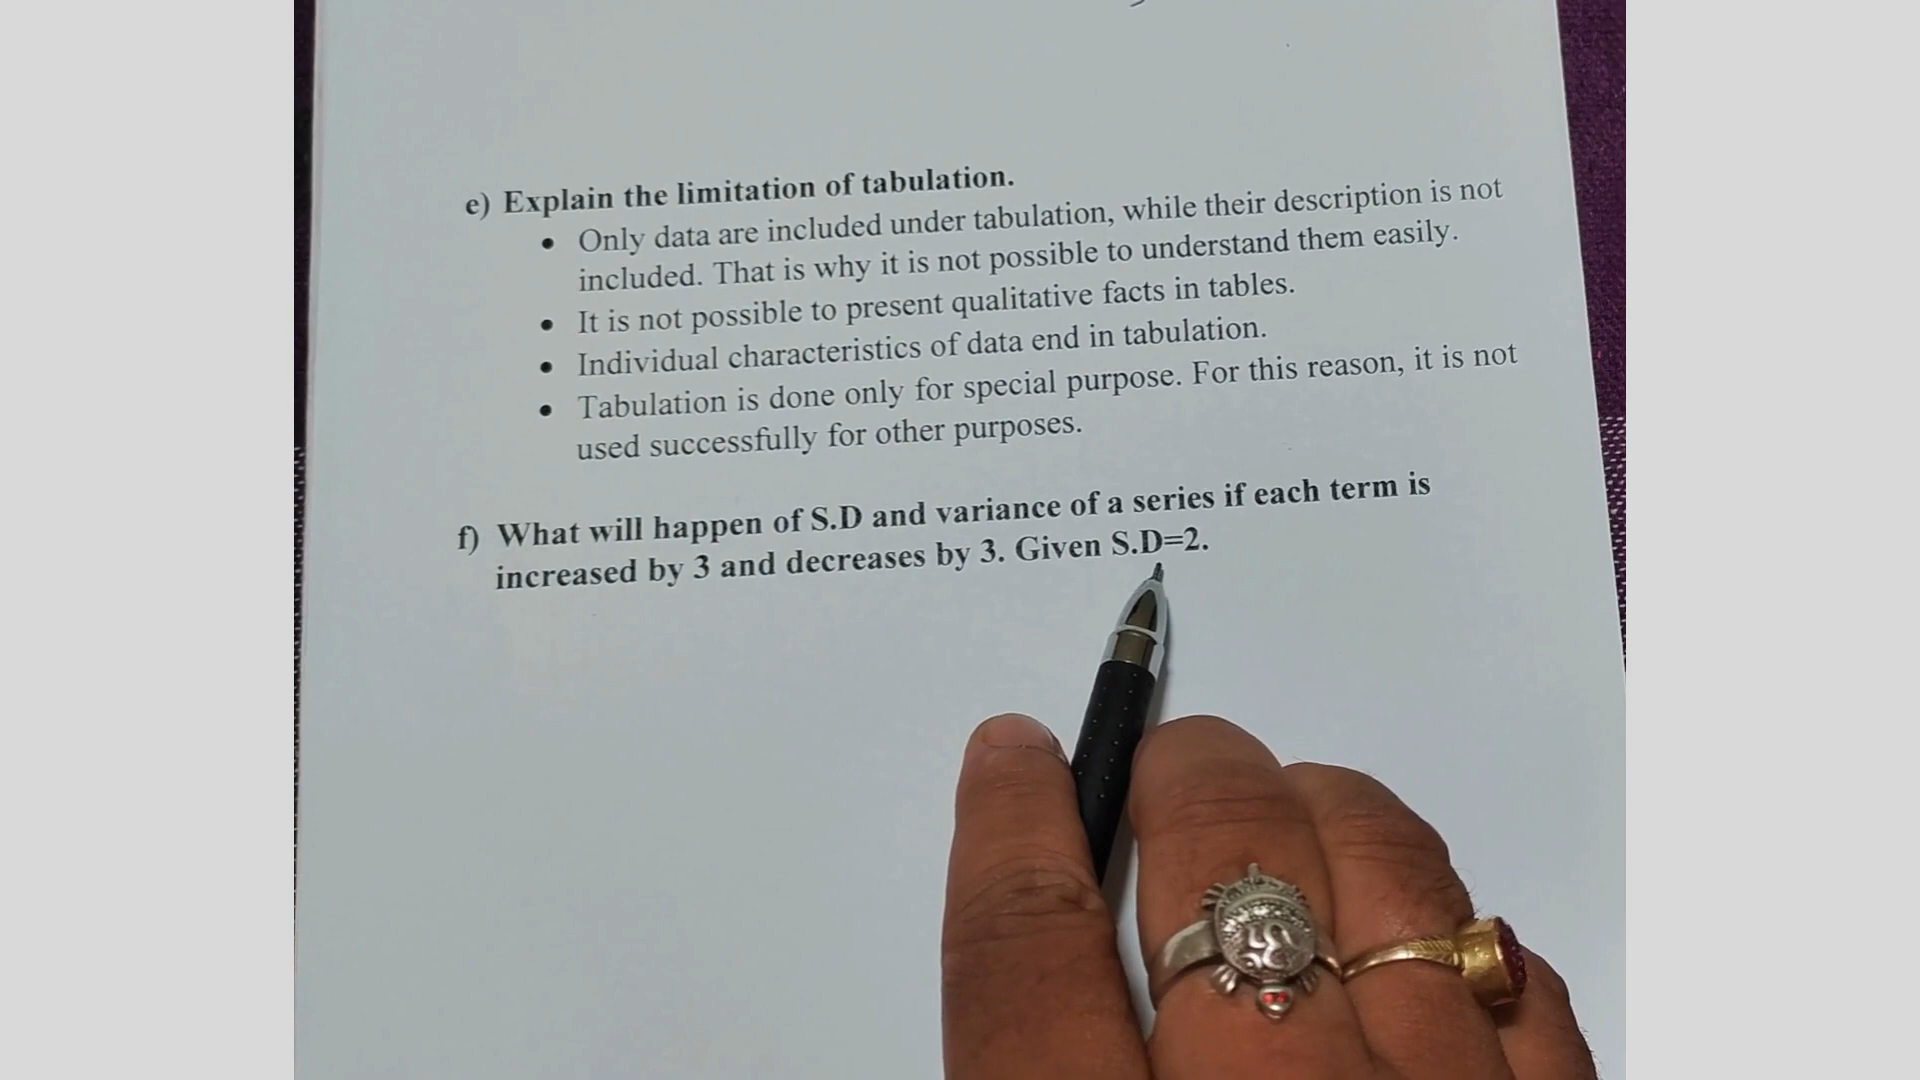 e) Explain the limitation of tabulation.
• Only data are included under tabulation, while their description is not
included. That is why it is not possible to understand them easily.
• It is not possible to present qualitative facts in tables.
• Individual characteristics of data end in tabulation.
• Tabulation is done only for special purpose. For this reason, it is not
used successfully for other purposes.
f) What will happen of S.D and variance of a series if each term is
increased by 3 and decreases by 3. Given S.D=2.
ॐ